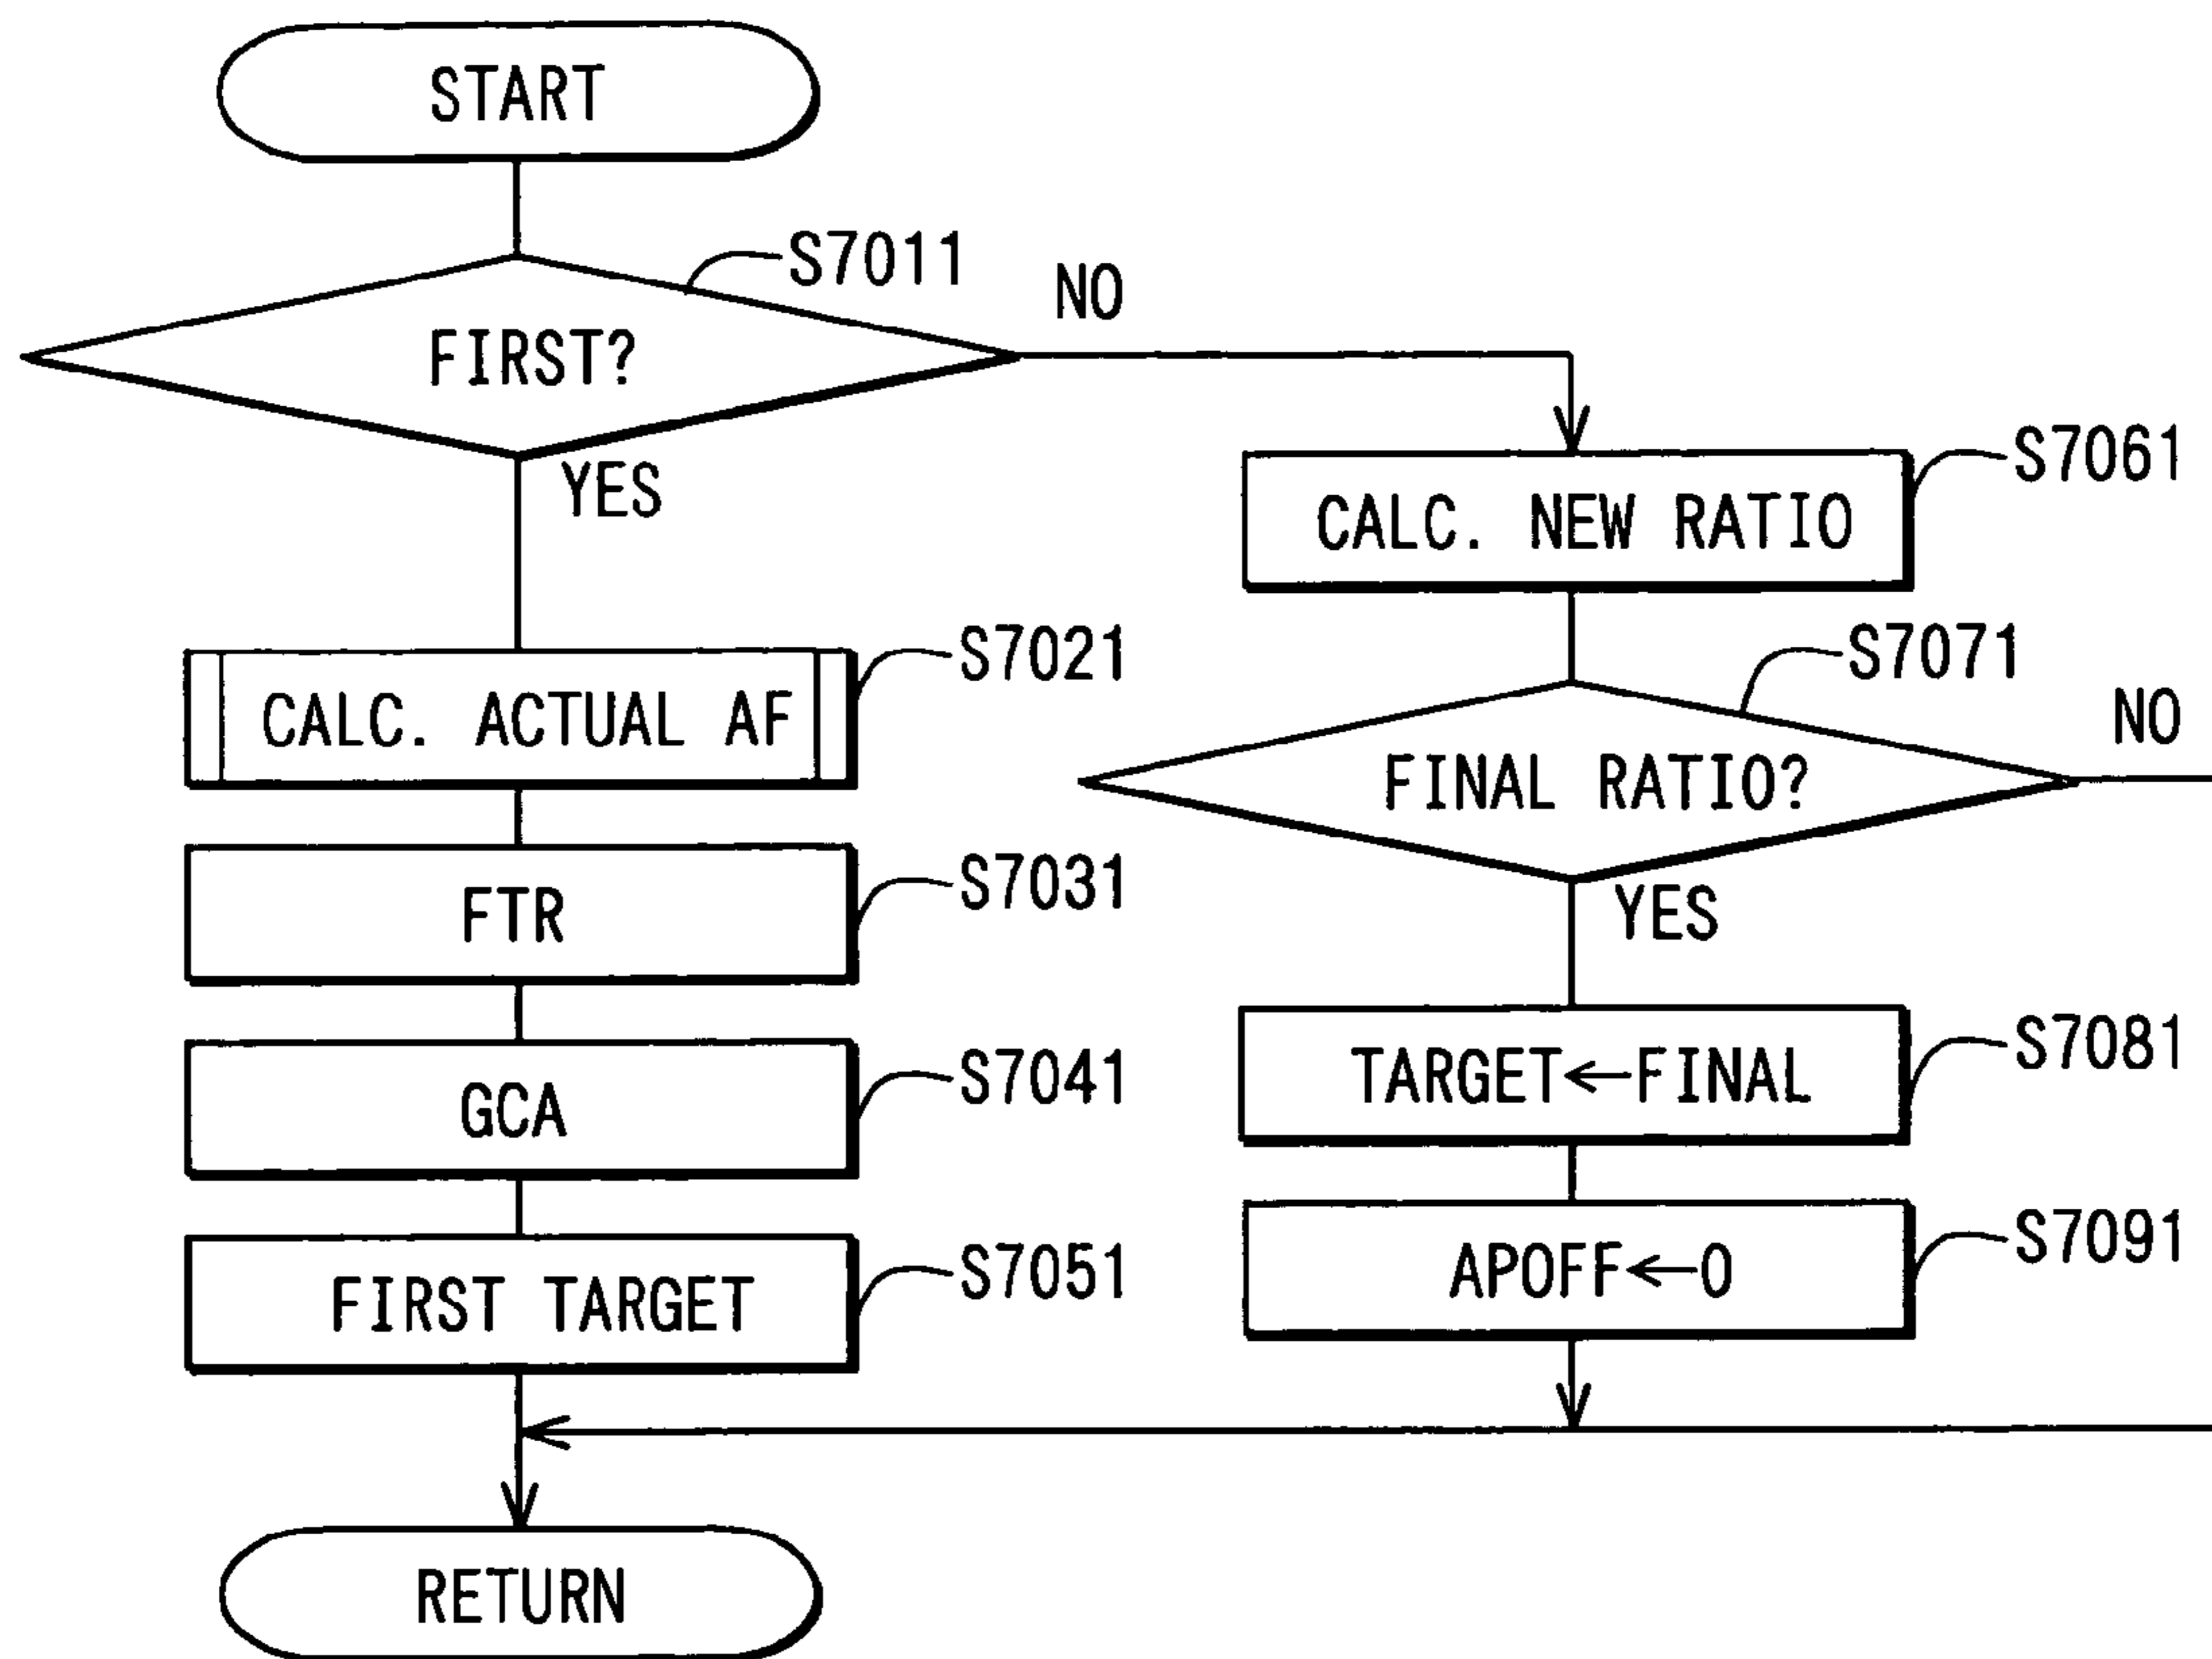 START
S7011
FIRST?
NO
YES
S7021
CALC. ACTUAL AF
S7031
FTR
S7041
GCA
S7051
FIRST TARGET
RETURN
S7061
CALC. NEW RATIO
S7071
FINAL RATIO?
NO
YES
S7081
TARGET←FINAL
S7091
APOFF←0